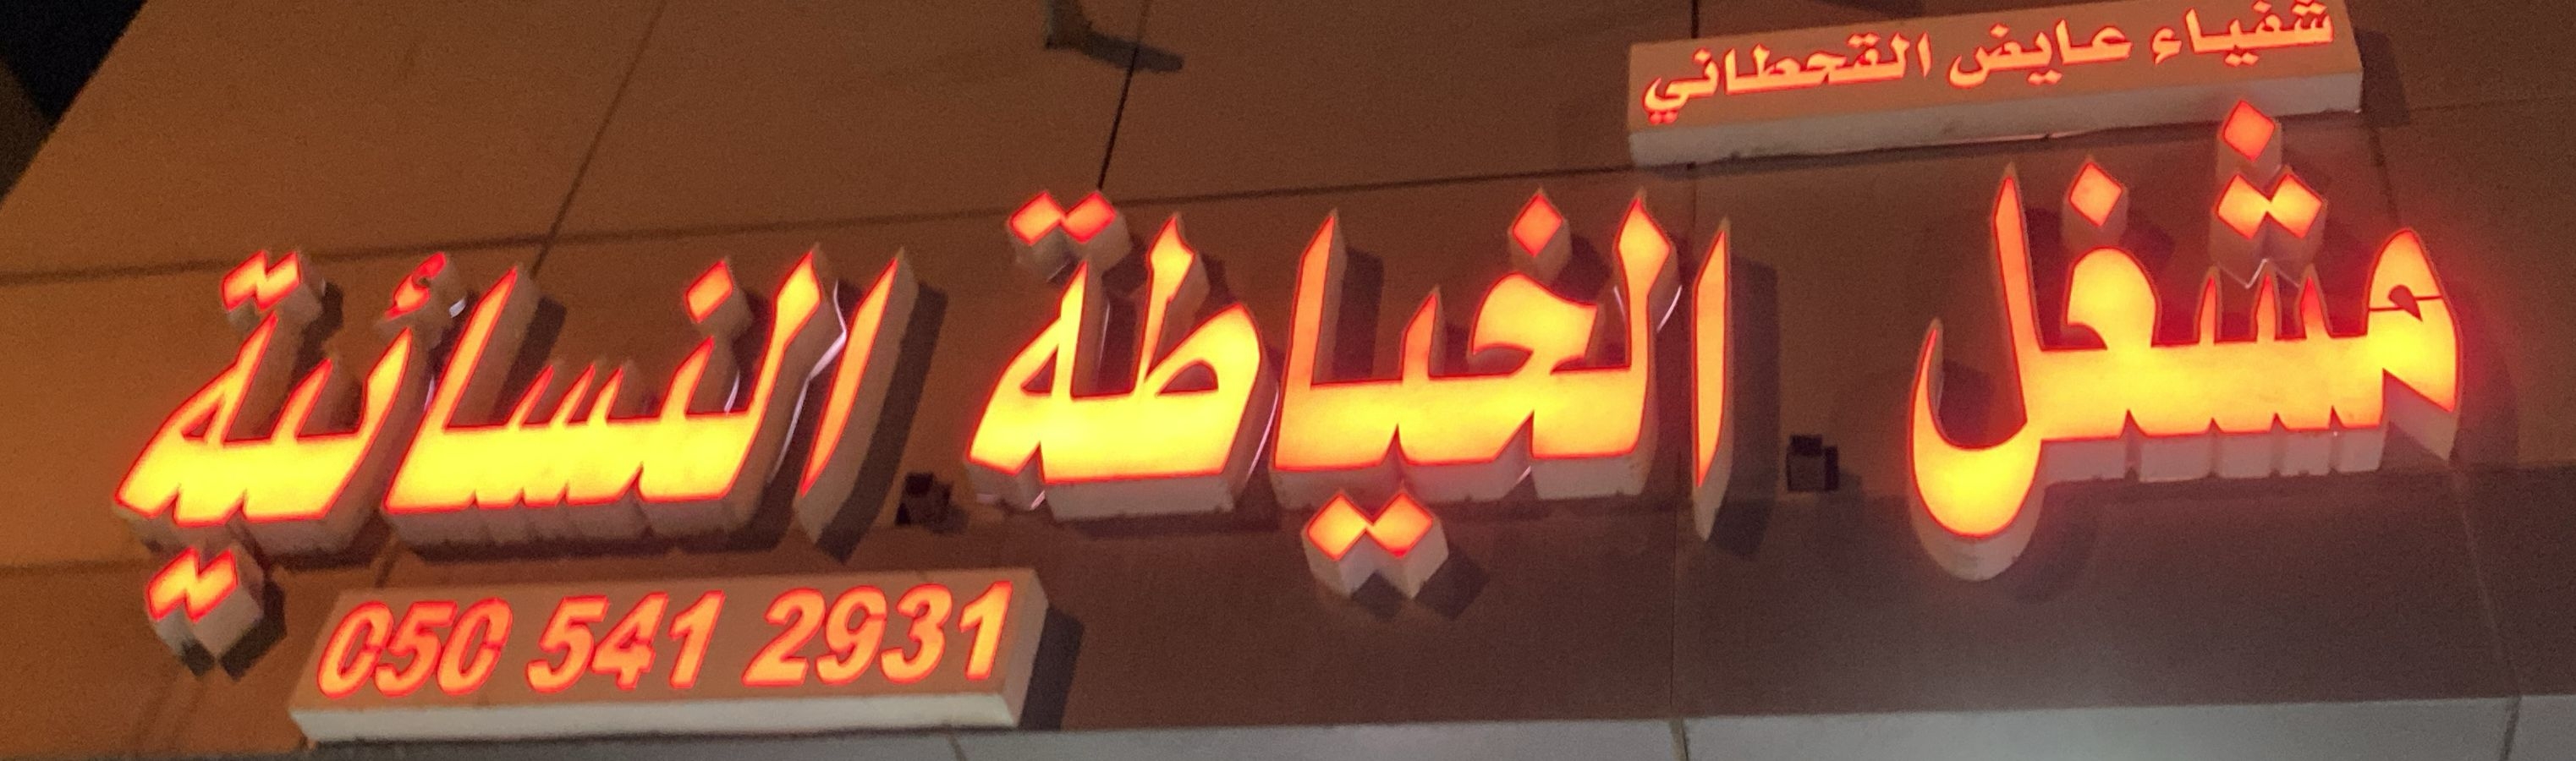 شفياء عايض القحطاني
مشغل الخياطة النسائية
050 541 2931